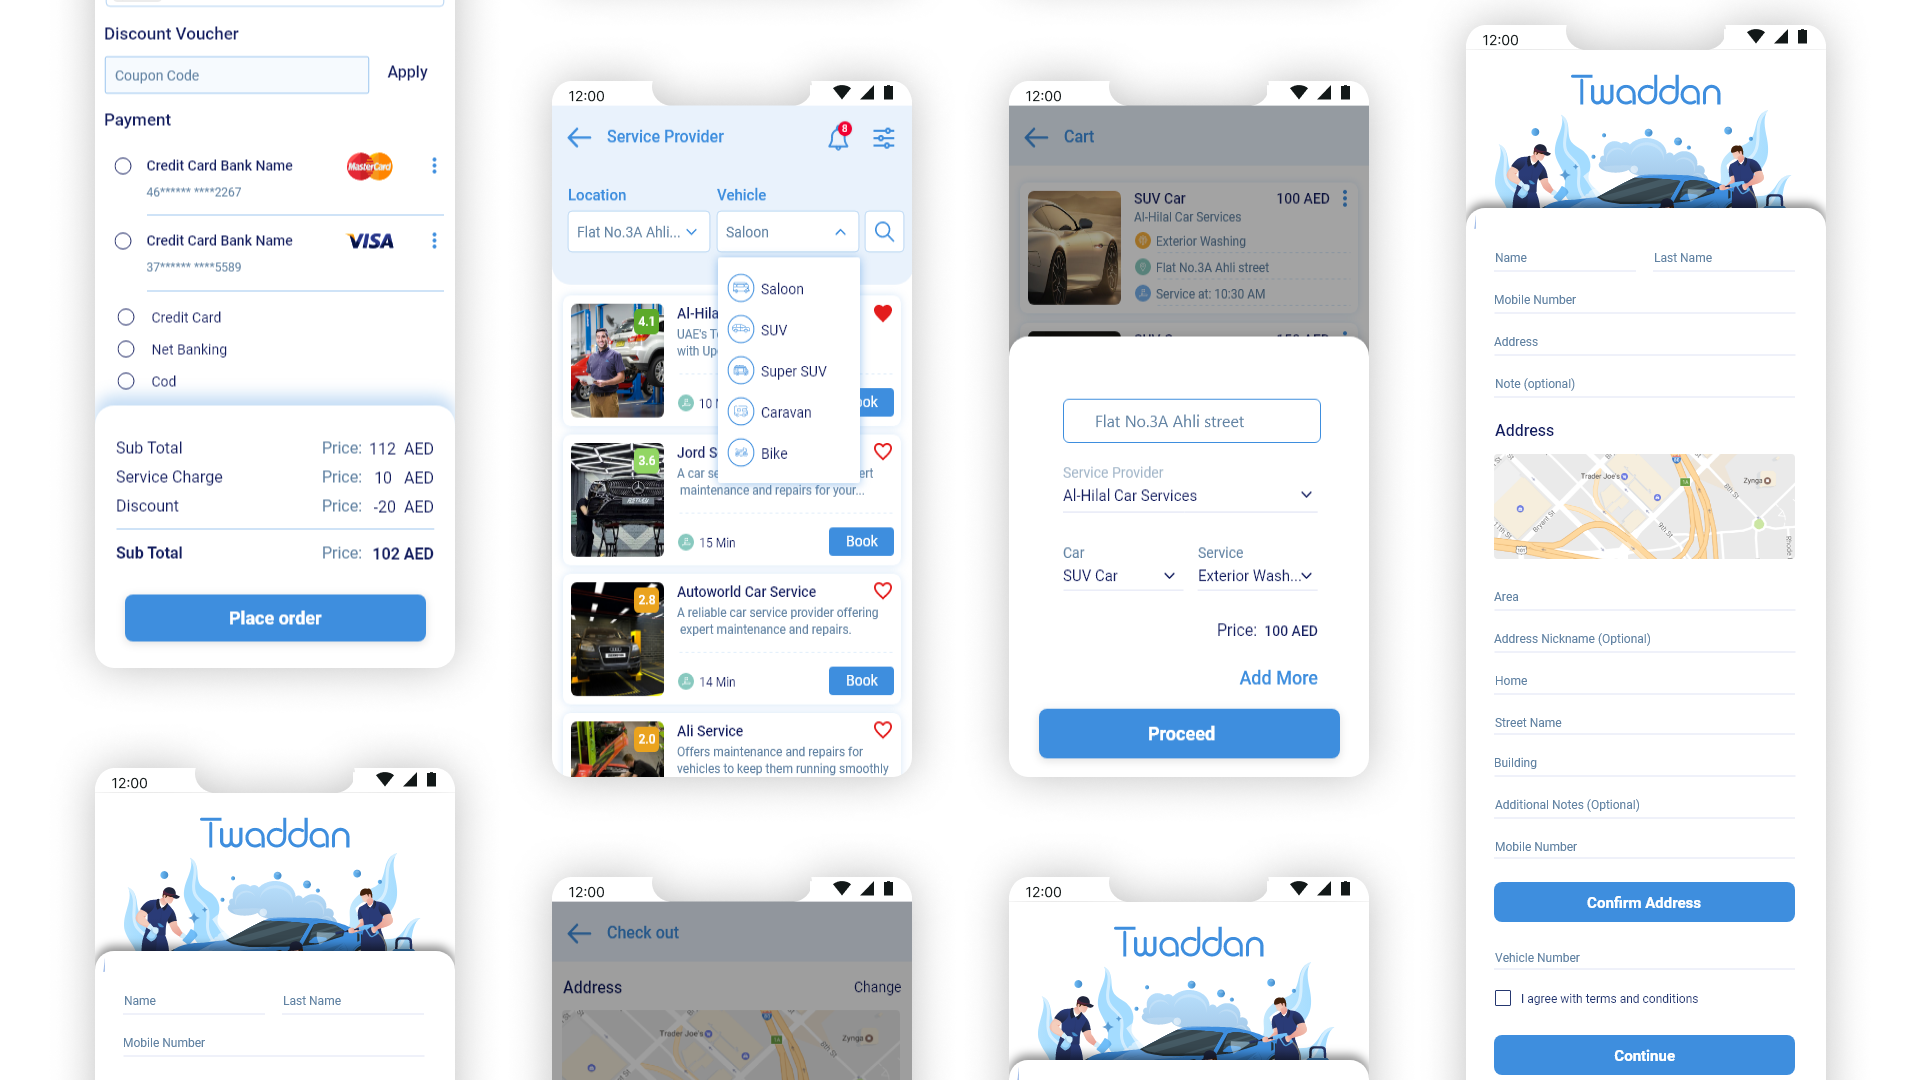 Discount Voucher
Coupon Code
Apply
Payment
Credit Card Bank Name
MasterCard
46****** ****2267
Credit Card Bank Name
VISA
37****** ****5589
Credit Card
Net Banking
Cod
Sub Total Price: 112 AED
Service Charge Price: 10 AED
Discount Price: -20 AED
Sub Total Price: 102 AED
Place order
12:00
Twaddan
Name Last Name
Mobile Number
12:00
Service Provider
8
Location Vehicle
Flat No.3A Ahli...
Saloon
Saloon
SUV
Super SUV
Caravan
Bike
4.1
Al-Hila
UAE's T
with Up
10
ok
3.6
Jord S
A car se
ert
maintenance and repairs for your...
15 Min
Book
2.8
Autoworld Car Service
A reliable car service provider offering
expert maintenance and repairs.
14 Min
Book
2.0
Ali Service
Offers maintenance and repairs for
vehicles to keep them running smoothly
12:00
Check out
Address Change
Trader Joe's
Zynga
12:00
Cart
SUV Car 100 AED
Al-Hilal Car Services
Exterior Washing
Flat No.3A Ahli street
Service at: 10:30 AM
Flat No.3A Ahli street
Service Provider
Al-Hilal Car Services
Car Service
SUV Car Exterior Wash...
Price: 100 AED
Add More
Proceed
12:00
Twaddan
12:00
Twaddan
Name Last Name
Mobile Number
Address
Note (optional)
Address
Trader Joe's
Zynga
8th St
9th St
11th St
Bryant St
Area
Address Nickname (Optional)
Home
Street Name
Building
Additional Notes (Optional)
Mobile Number
Confirm Address
Vehicle Number
I agree with terms and conditions
Continue